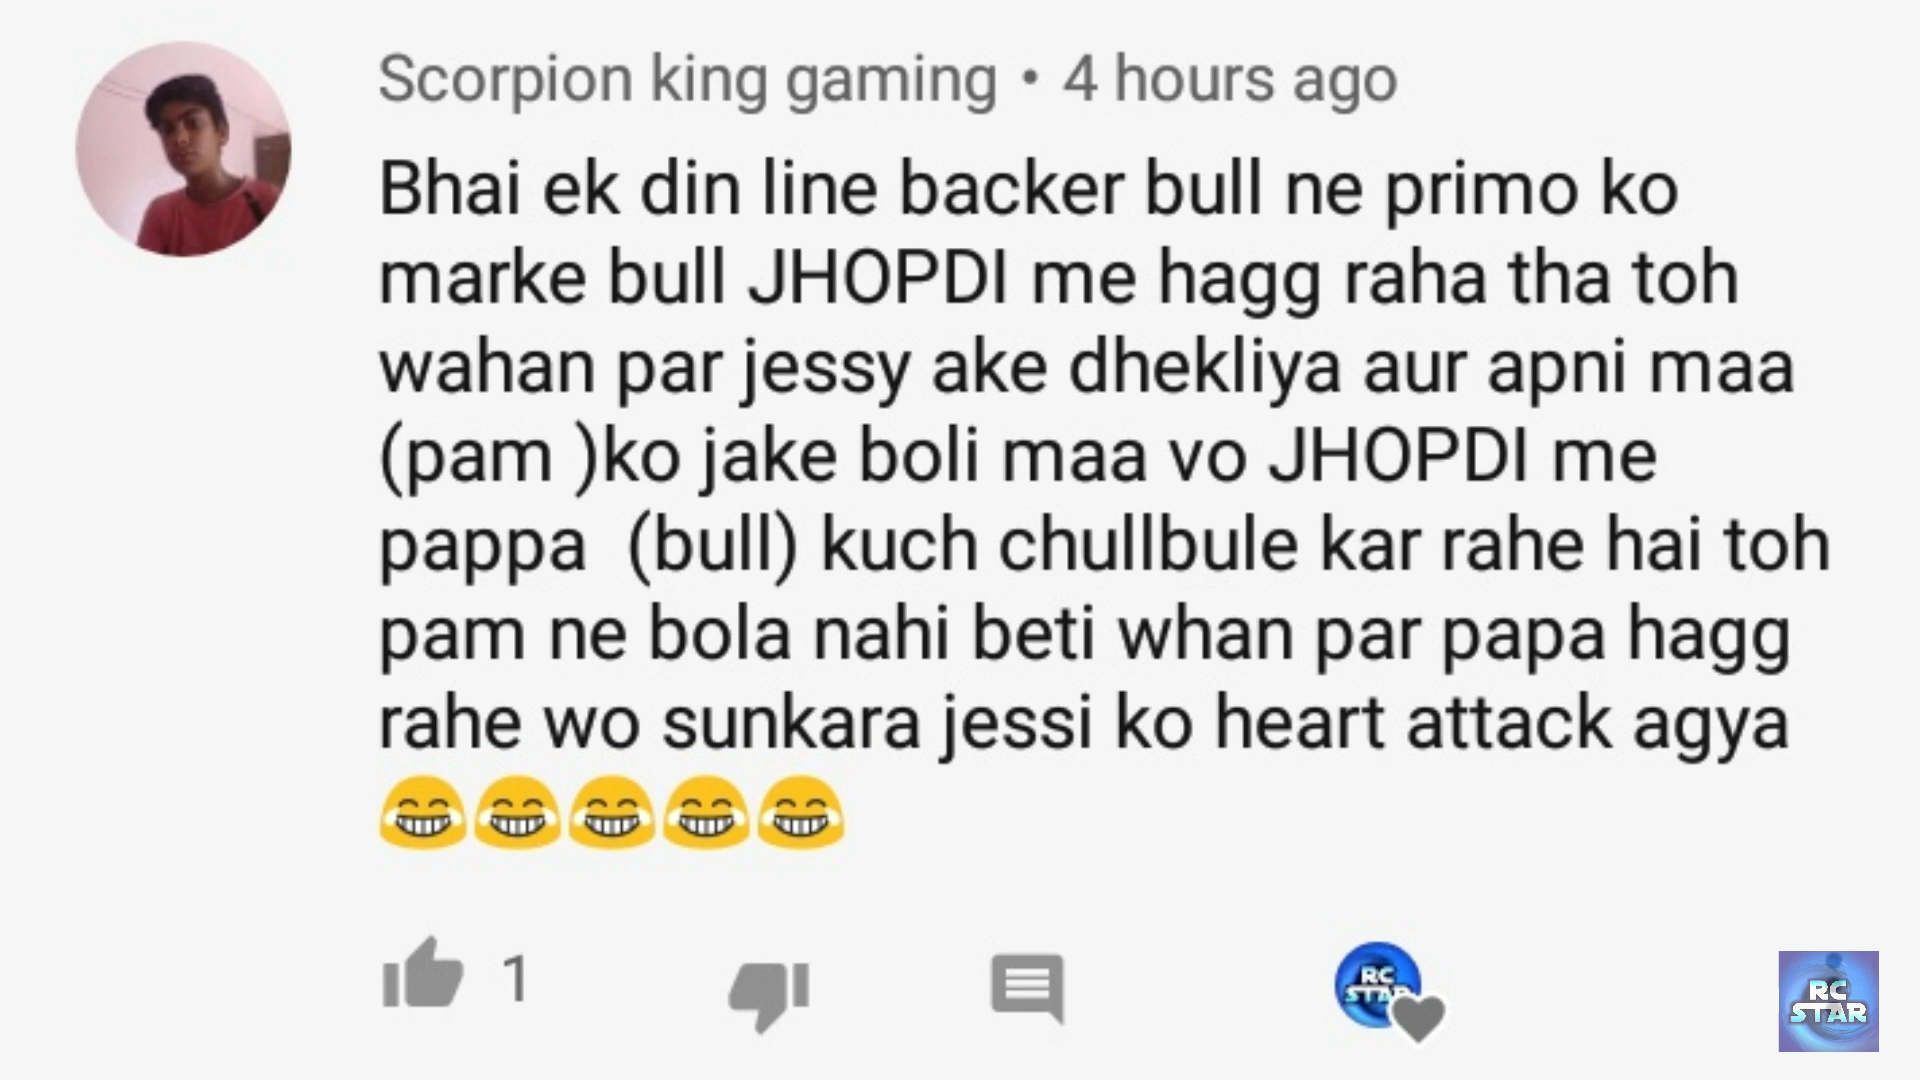 Scorpion king gaming • 4 hours ago
Bhai ek din line backer bull ne primo ko
marke bull JHOPDI me hagg raha tha toh
wahan par jessy ake dhekliya aur apni maa
(pam )ko jake boli maa vo JHOPDI me
pappa  (bull) kuch chullbule kar rahe hai toh
pam ne bola nahi beti whan par papa hagg
rahe wo sunkara jessi ko heart attack agya
😂😂😂😂😂
1
RC
STAR
RC
STAR